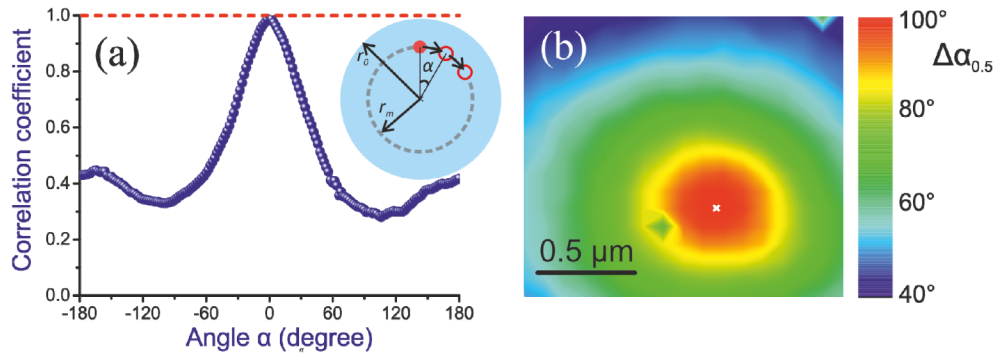 (a)
1.0
0.8
0.6
0.4
0.2
0.0
Correlation coefficient
-180 -120 -60 0 60 120 180
Angle α (degree)
r₀
α
rₘ
(b)
0.5 µm
100°
Δα₀.₅
80°
60°
40°